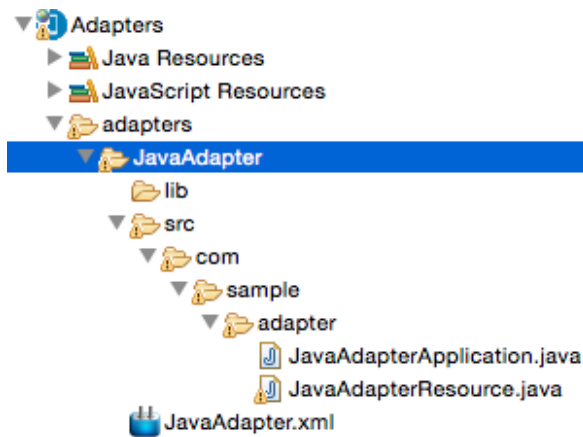 Adapters
Java Resources
JavaScript Resources
adapters
JavaAdapter
lib
src
com
sample
adapter
JavaAdapterApplication.java
JavaAdapterResource.java
JavaAdapter.xml